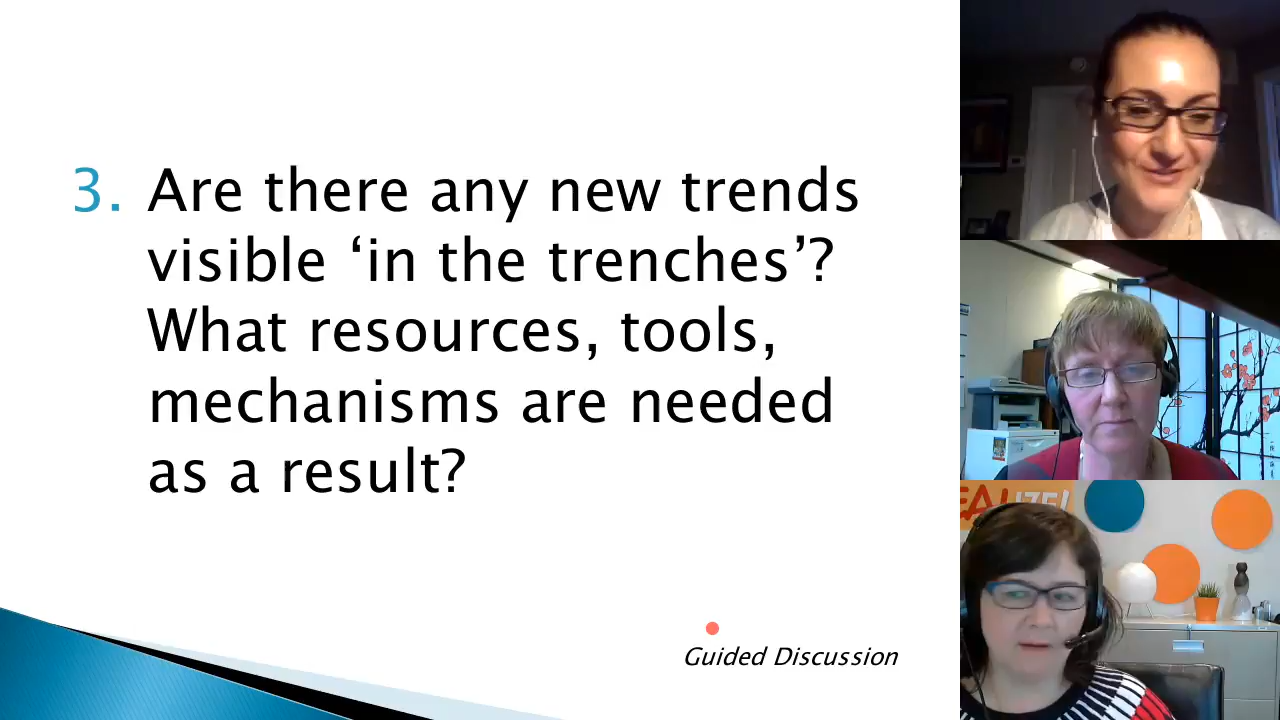 3. Are there any new trends
visible ‘in the trenches’?
What resources, tools,
mechanisms are needed
as a result?
Guided Discussion